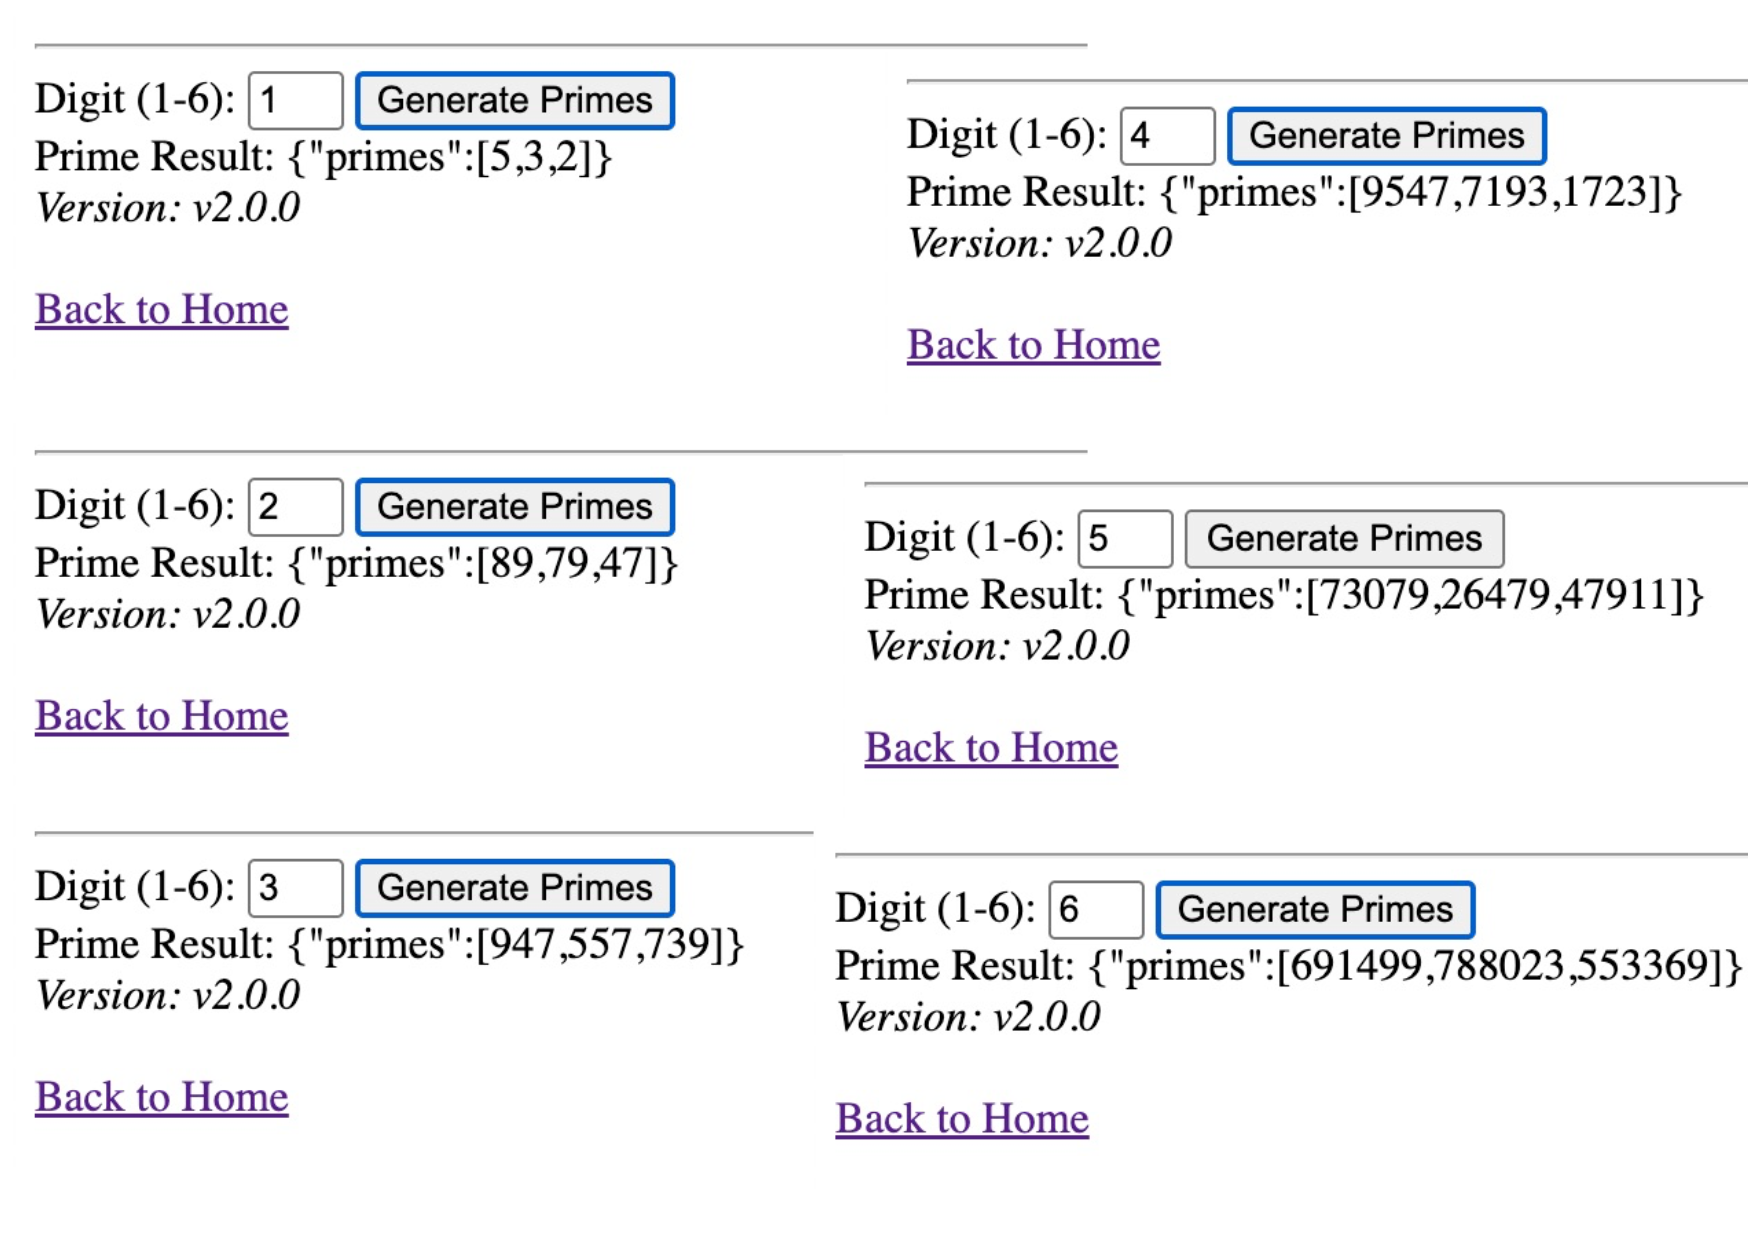 Digit (1-6): 1 Generate Primes
Prime Result: {"primes":[5,3,2]}
Version: v2.0.0
Back to Home
Digit (1-6): 2 Generate Primes
Prime Result: {"primes":[89,79,47]}
Version: v2.0.0
Back to Home
Digit (1-6): 3 Generate Primes
Prime Result: {"primes":[947,557,739]}
Version: v2.0.0
Back to Home
Digit (1-6): 4 Generate Primes
Prime Result: {"primes":[9547,7193,1723]}
Version: v2.0.0
Back to Home
Digit (1-6): 5 Generate Primes
Prime Result: {"primes":[73079,26479,47911]}
Version: v2.0.0
Back to Home
Digit (1-6): 6 Generate Primes
Prime Result: {"primes":[691499,788023,553369]}
Version: v2.0.0
Back to Home